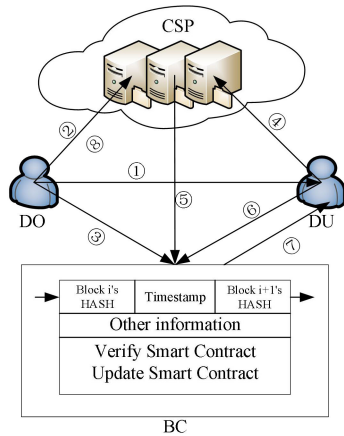 CSP
②
⑧
④
①
DO
⑤
DU
③
⑥
⑦
Block i's HASH
Timestamp
Block i+1's HASH
Other information
Verify Smart Contract
Update Smart Contract
BC